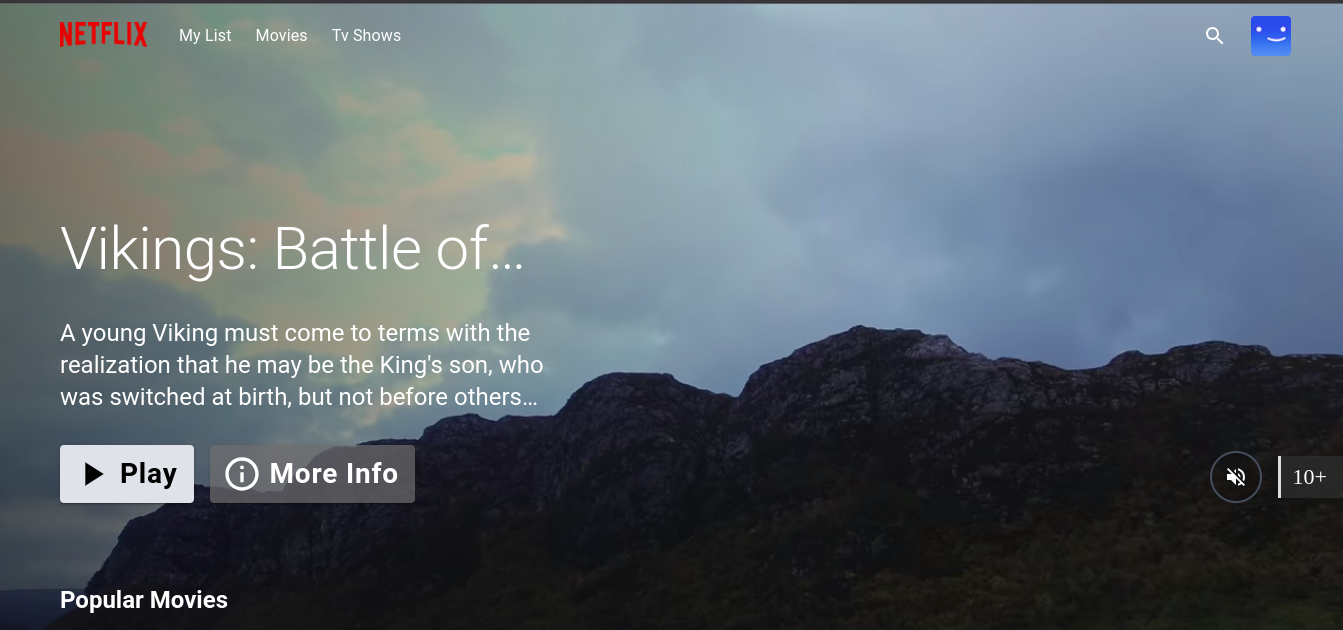 NETFLIX
My List
Movies
Tv Shows
Vikings: Battle of...
A young Viking must come to terms with the
realization that he may be the King's son, who
was switched at birth, but not before others...
Play
More Info
10+
Popular Movies